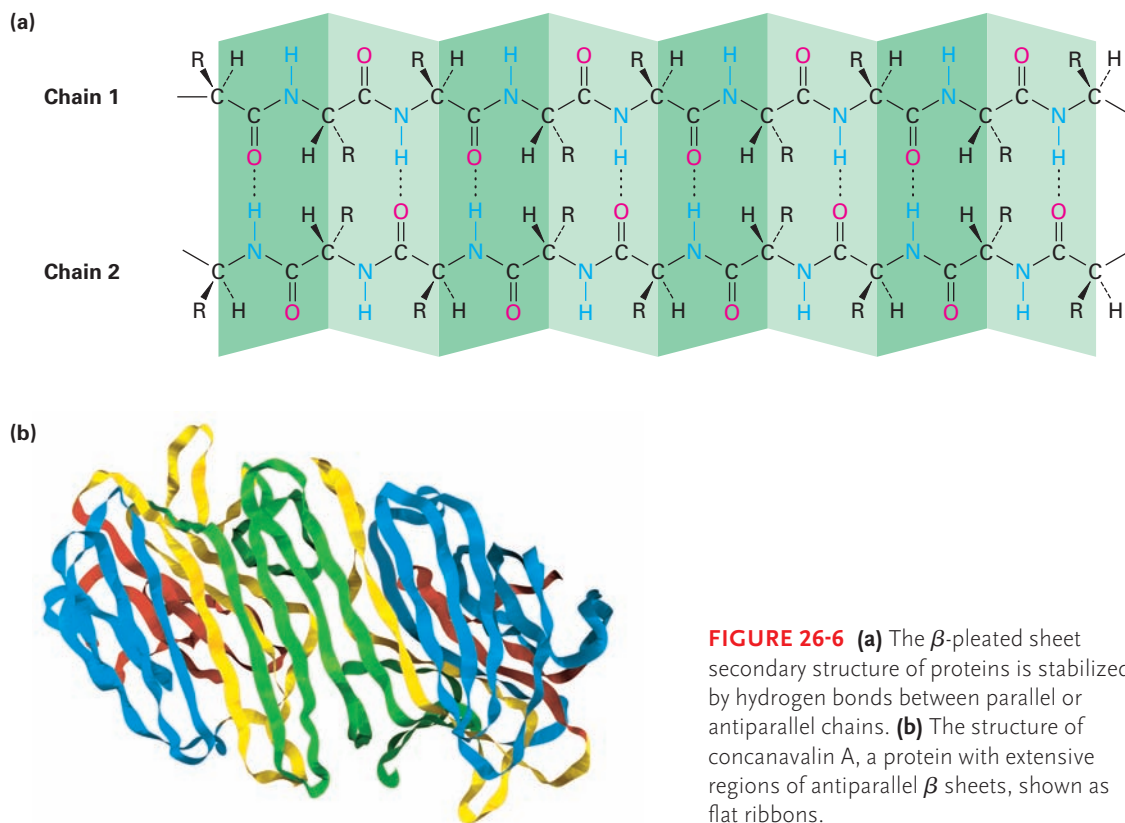 (a)
R H H O R H H O R H H O R H H O R H
Chain 1 C C N C C N C C N C C N C C N C C N C C N C C N C
O H R H O H R H O H R H O H R H
H H R O H H R O H H R O H H R O
Chain 2 C N C C N C C N C C N C C N C C N C C N C C N C C
R H O H R H O H R H O H R H O H R H
(b)
FIGURE 26-6 (a) The β-pleated sheet
secondary structure of proteins is stabilized
by hydrogen bonds between parallel or
antiparallel chains. (b) The structure of
concanavalin A, a protein with extensive
regions of antiparallel β sheets, shown as
flat ribbons.